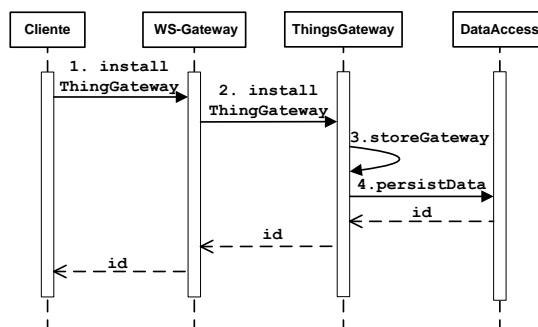 Cliente
WS-Gateway
ThingsGateway
DataAccess
1. install
ThingGateway
2. install
ThingGateway
3.storeGateway
4.persistData
id
id
id